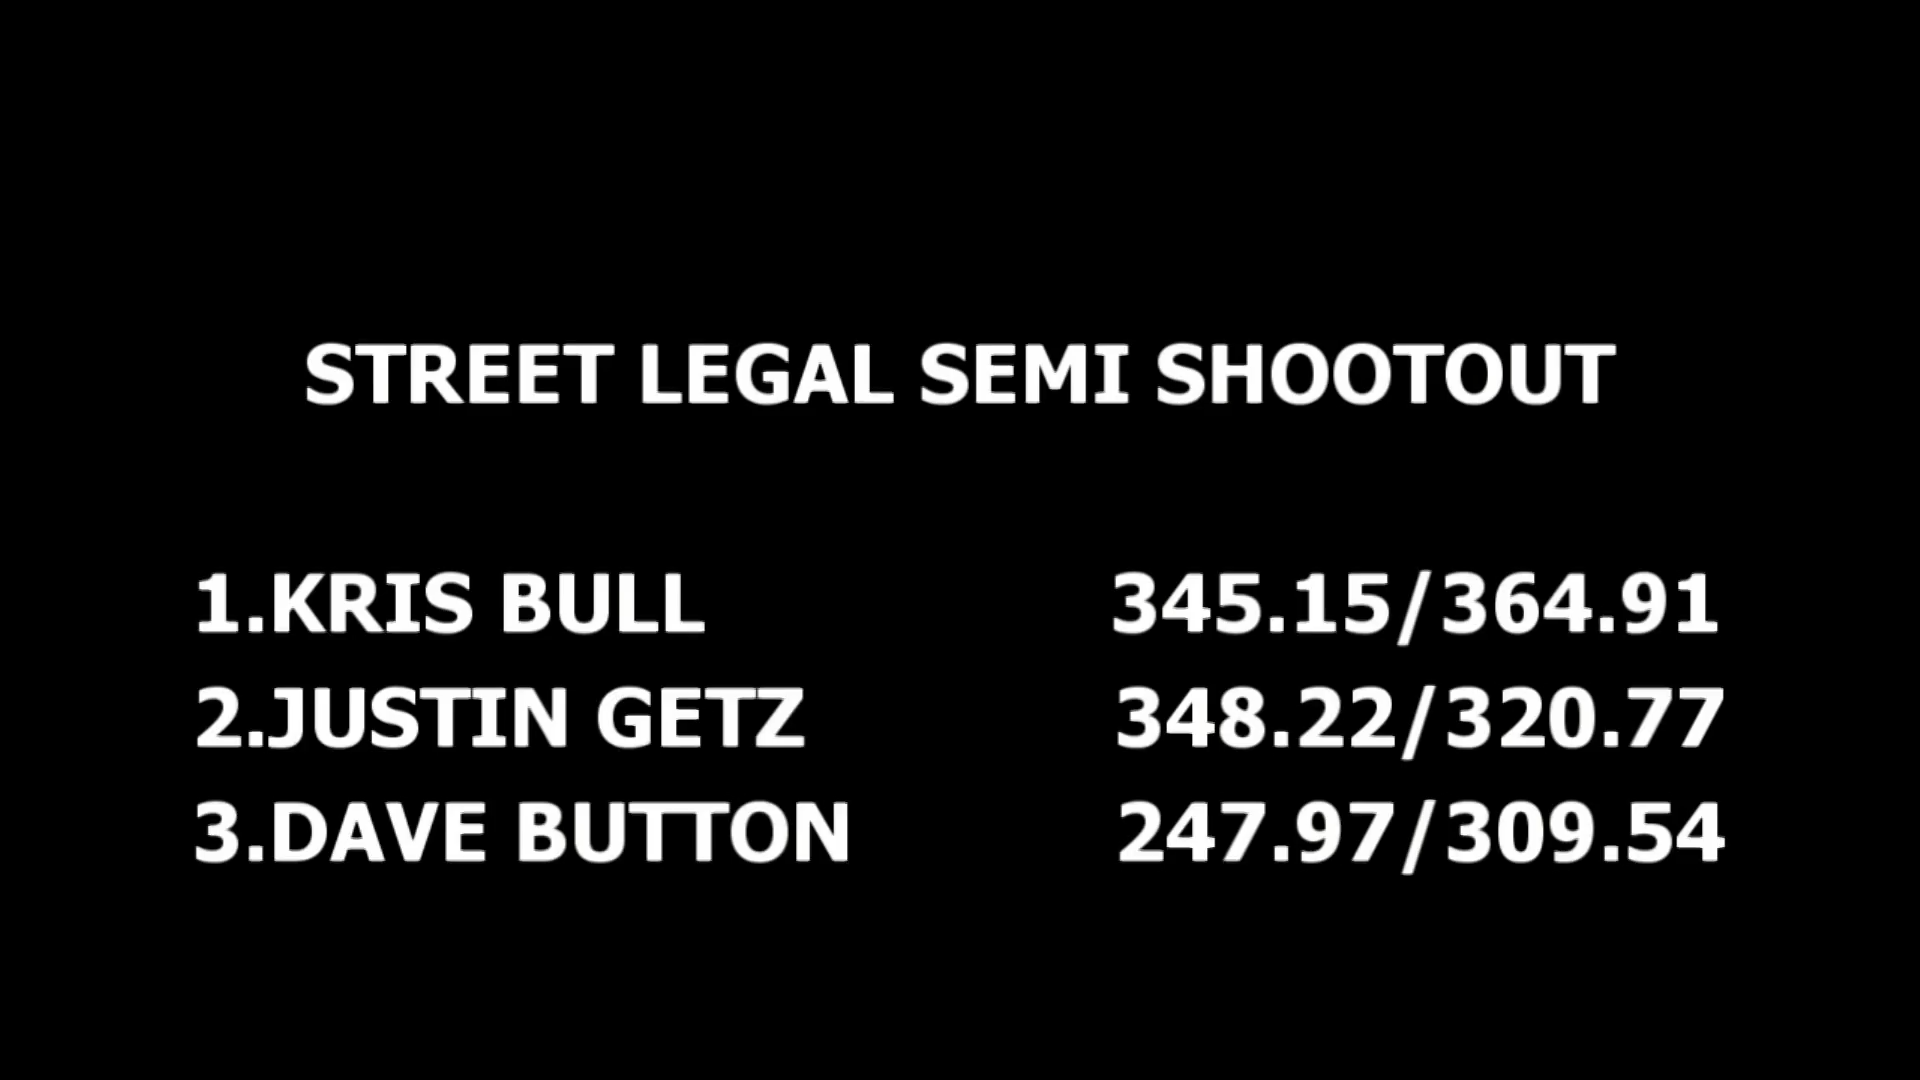 STREET LEGAL SEMI SHOOTOUT
1.KRIS BULL 345.15/364.91
2.JUSTIN GETZ 348.22/320.77
3.DAVE BUTTON 247.97/309.54